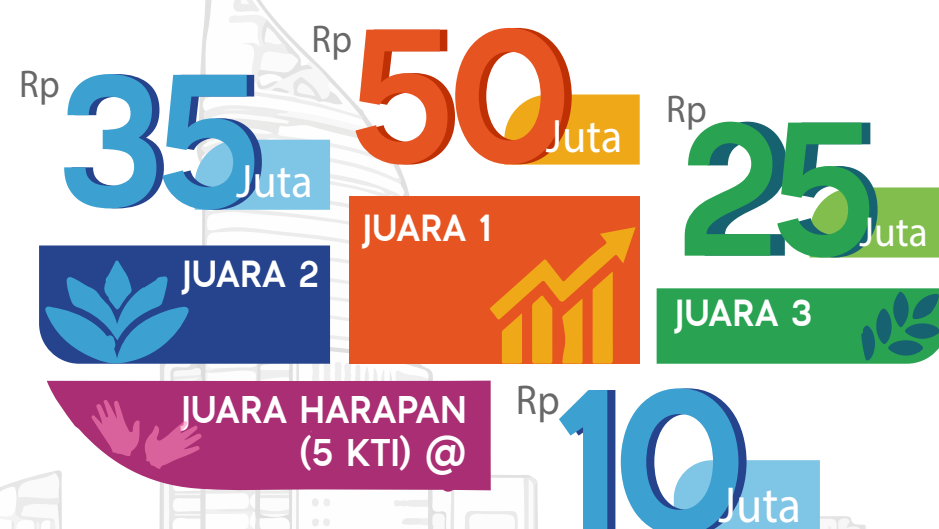 Rp 50 Juta
JUARA 1
Rp 35 Juta
JUARA 2
Rp 25 Juta
JUARA 3
JUARA HARAPAN
(5 KTI) @
Rp 10 Juta